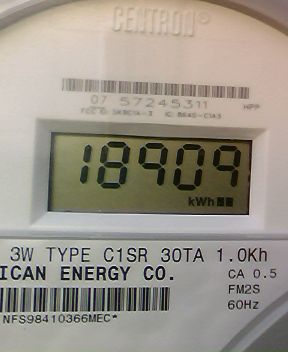 CENTRON®
07 57245311
HPP
18909
kWh
3W TYPE C1SR 30TA 1.0Kh
ICAN ENERGY CO.
CA 0.5
FM2S
60Hz
NFS98410366MEC*